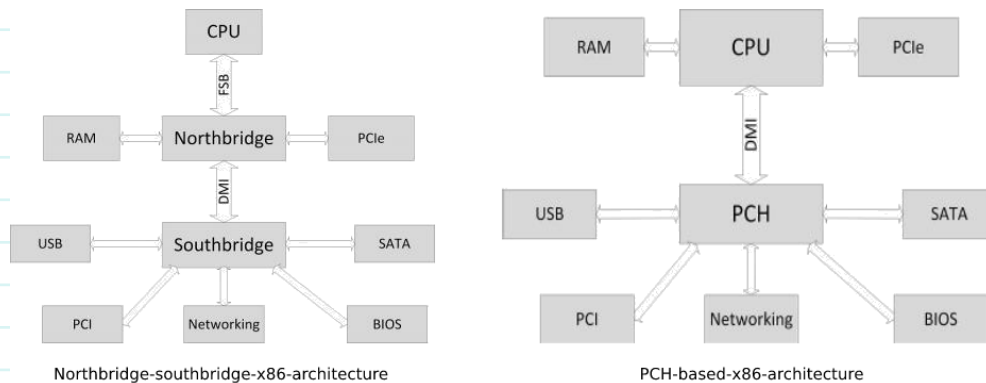 CPU
FSB
RAM
Northbridge
PCIe
DMI
USB
Southbridge
SATA
PCI
Networking
BIOS
Northbridge-southbridge-x86-architecture
RAM
CPU
PCIe
DMI
USB
PCH
SATA
PCI
Networking
BIOS
PCH-based-x86-architecture